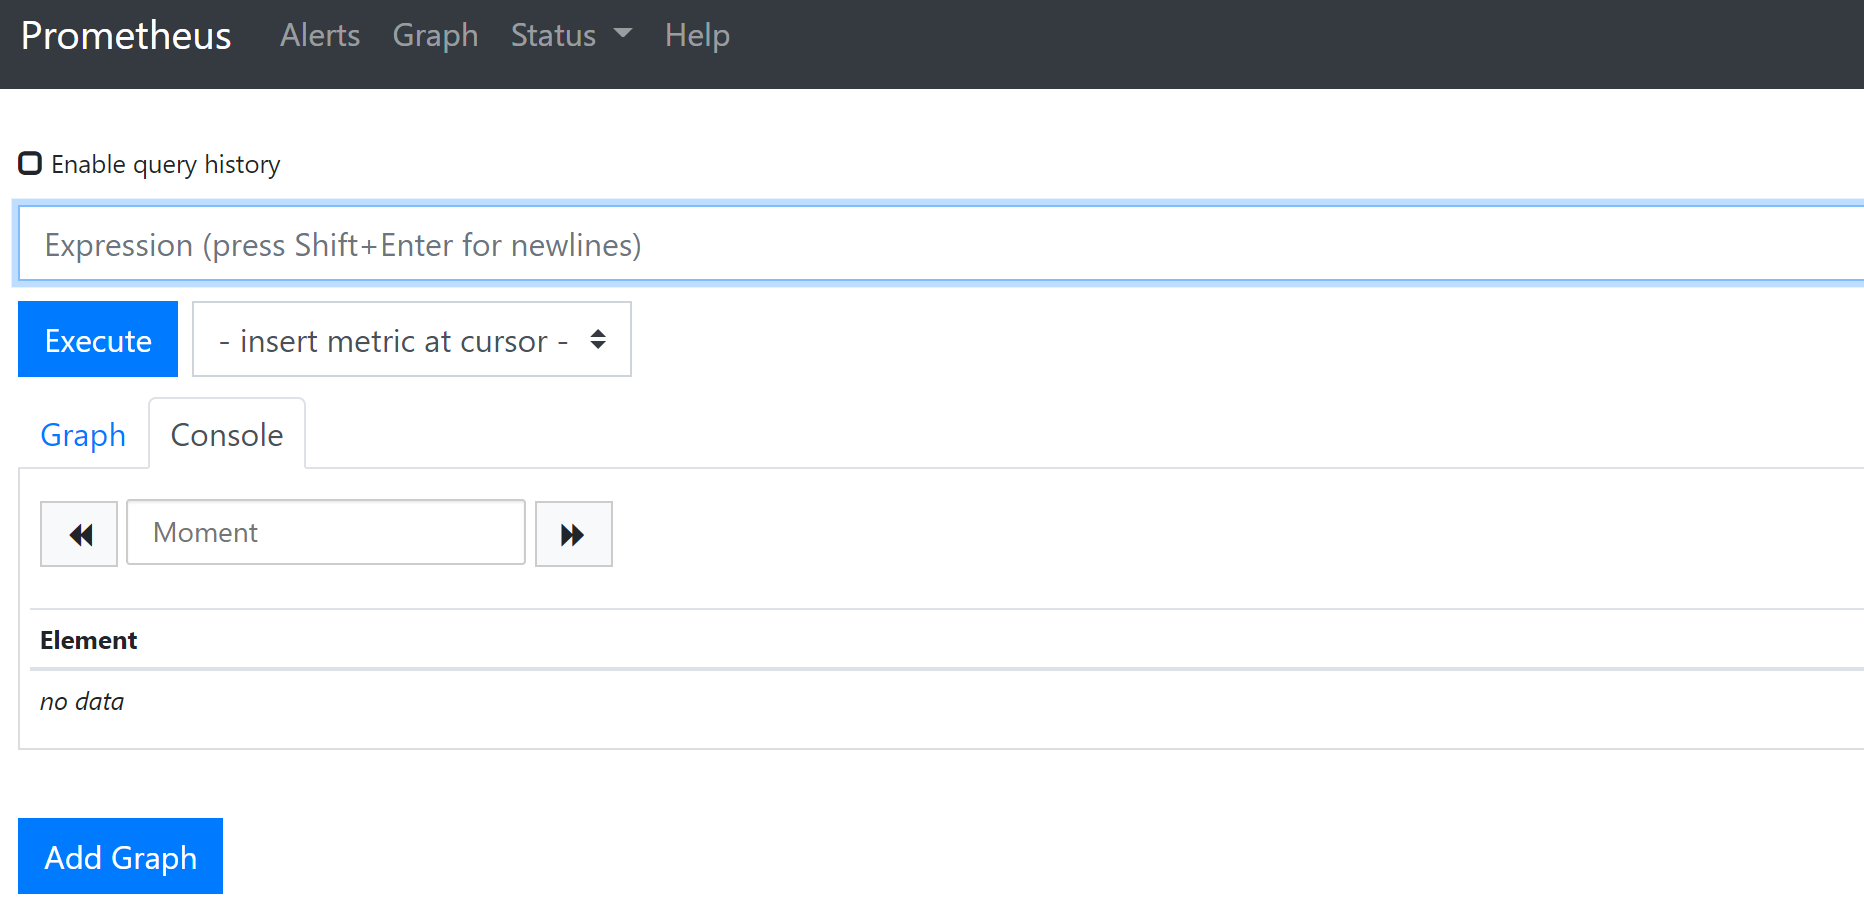 Prometheus Alerts Graph Status Help
Enable query history
Expression (press Shift+Enter for newlines)
Execute - insert metric at cursor -
Graph Console
Moment
Element
no data
Add Graph